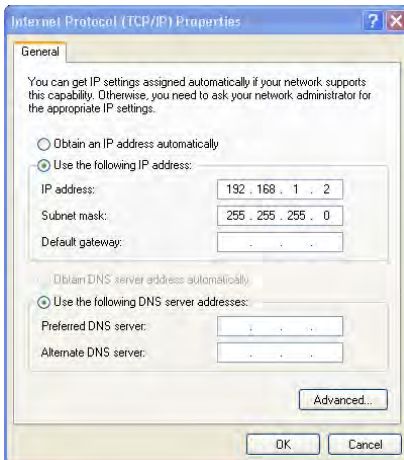 Internet Protocol (TCP/IP) Properties
General
You can get IP settings assigned automatically if your network supports
this capability. Otherwise, you need to ask your network administrator for
the appropriate IP settings.
Obtain an IP address automatically
Use the following IP address:
IP address: 192 . 168 . 1 . 2
Subnet mask: 255 . 255 . 255 . 0
Default gateway: . . .
Obtain DNS server address automatically
Use the following DNS server addresses:
Preferred DNS server: . . .
Alternate DNS server: . . .
Advanced...
OK Cancel